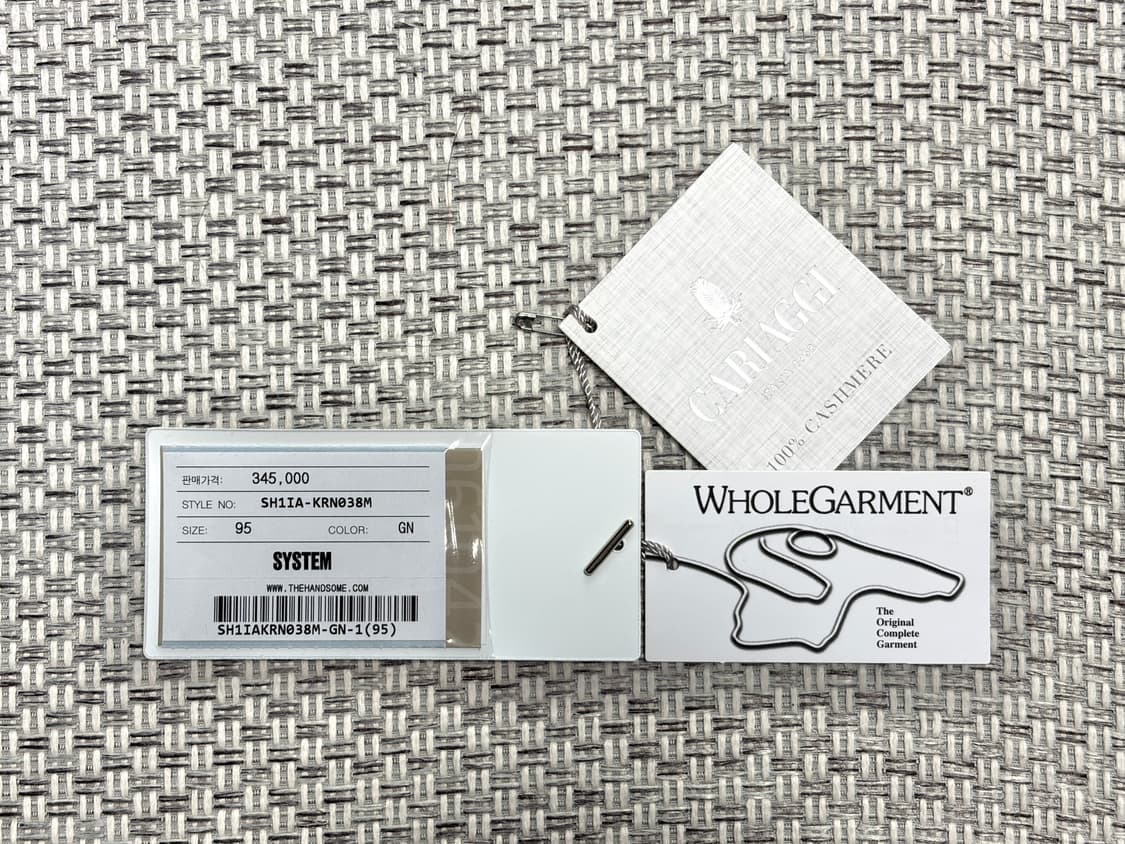 판매가격: 345,000
STYLE NO: SH1IA-KRN038M
SIZE: 95 COLOR: GN
SYSTEM
WWW.THEHANDSOME.COM
SH1IAKRN038M-GN-1(95)
CARIAGGI
100% CASHMERE
WHOLEGARMENT®
The
Original
Complete
Garment